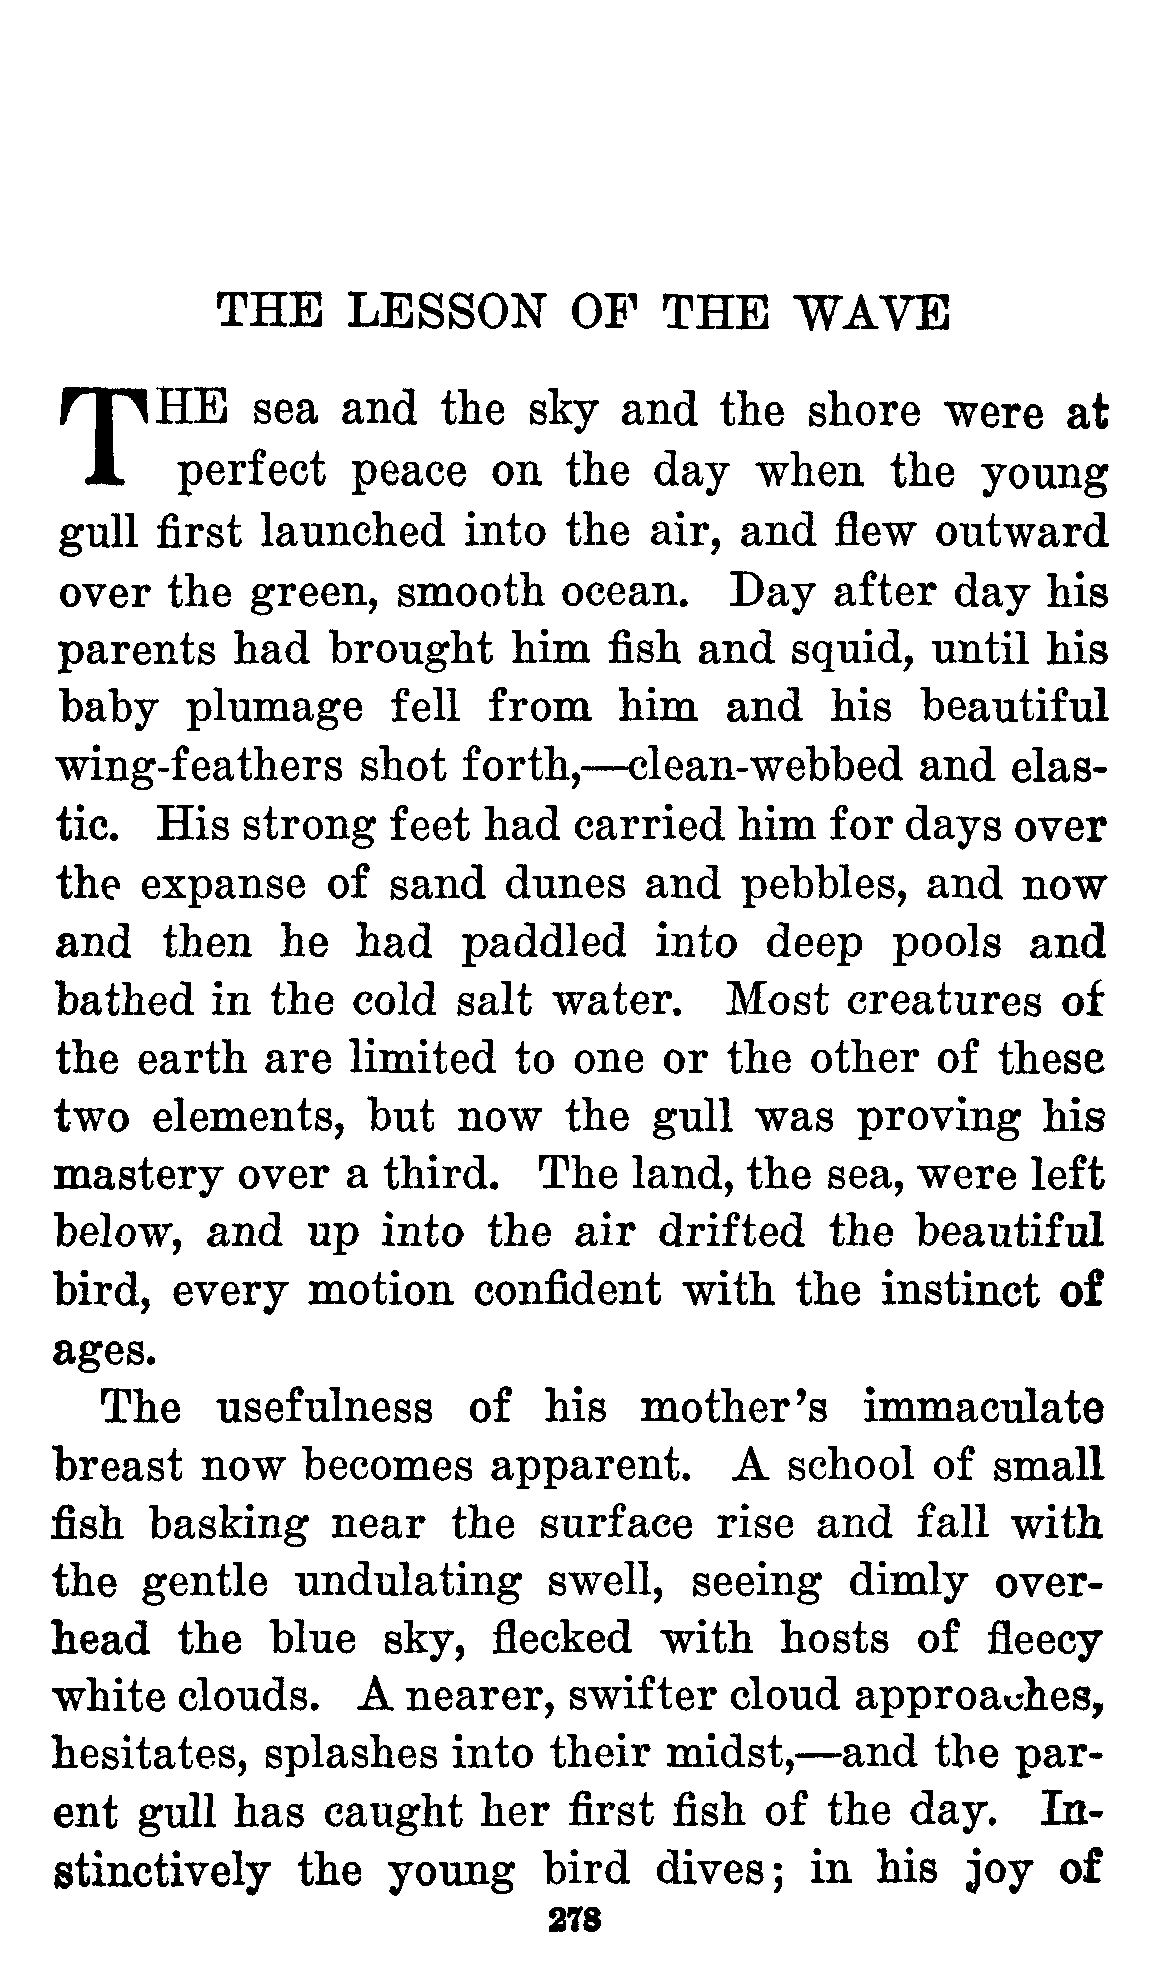 THE LESSON OF THE WAVE
THE sea and the sky and the shore were at
perfect peace on the day when the young
gull first launched into the air, and flew outward
over the green, smooth ocean. Day after day his
parents had brought him fish and squid, until his
baby plumage fell from him and his beautiful
wing-feathers shot forth,—clean-webbed and elas-
tic. His strong feet had carried him for days over
the expanse of sand dunes and pebbles, and now
and then he had paddled into deep pools and
bathed in the cold salt water. Most creatures of
the earth are limited to one or the other of these
two elements, but now the gull was proving his
mastery over a third. The land, the sea, were left
below, and up into the air drifted the beautiful
bird, every motion confident with the instinct of
ages.
The usefulness of his mother's immaculate
breast now becomes apparent. A school of small
fish basking near the surface rise and fall with
the gentle undulating swell, seeing dimly over-
head the blue sky, flecked with hosts of fleecy
white clouds. A nearer, swifter cloud approaches,
hesitates, splashes into their midst,—and the par-
ent gull has caught her first fish of the day. In-
stinctively the young bird dives; in his joy of
278